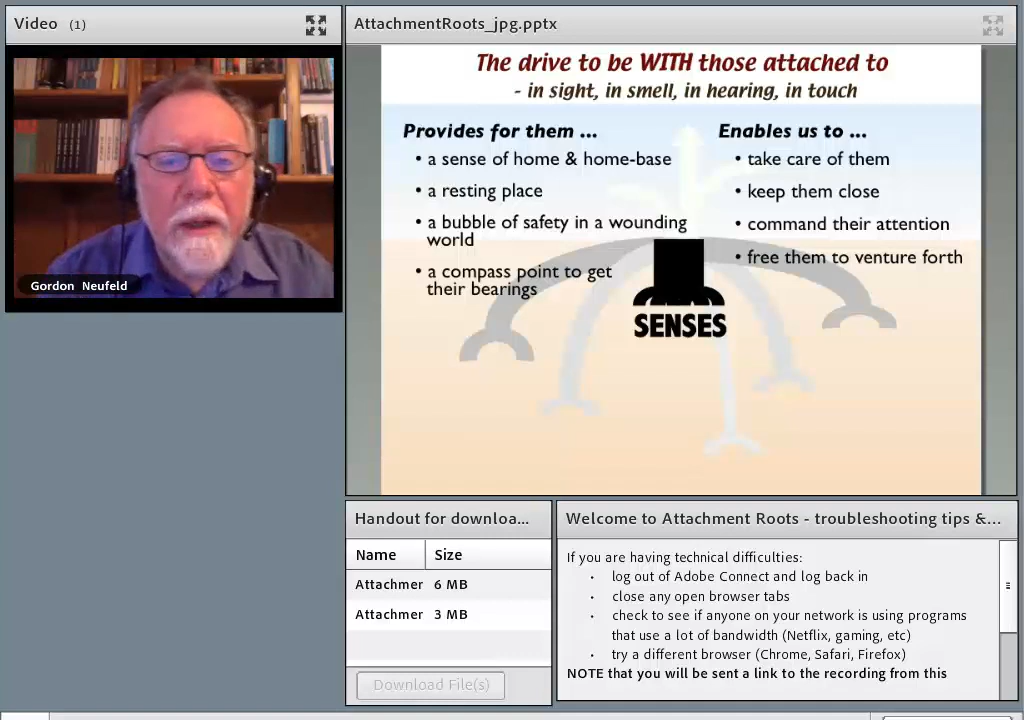 Video (1)
Gordon Neufeld
AttachmentRoots_jpg.pptx
The drive to be WITH those attached to
- in sight, in smell, in hearing, in touch
Provides for them ...
• a sense of home & home-base
• a resting place
• a bubble of safety in a wounding
world
• a compass point to get
their bearings
Enables us to ...
• take care of them
• keep them close
• command their attention
• free them to venture forth
SENSES
Handout for downloa...
Name Size
Attachmer 6 MB
Attachmer 3 MB
Download File(s)
Welcome to Attachment Roots - troubleshooting tips &...
If you are having technical difficulties:
• log out of Adobe Connect and log back in
• close any open browser tabs
• check to see if anyone on your network is using programs
that use a lot of bandwidth (Netflix, gaming, etc)
• try a different browser (Chrome, Safari, Firefox)
NOTE that you will be sent a link to the recording from this